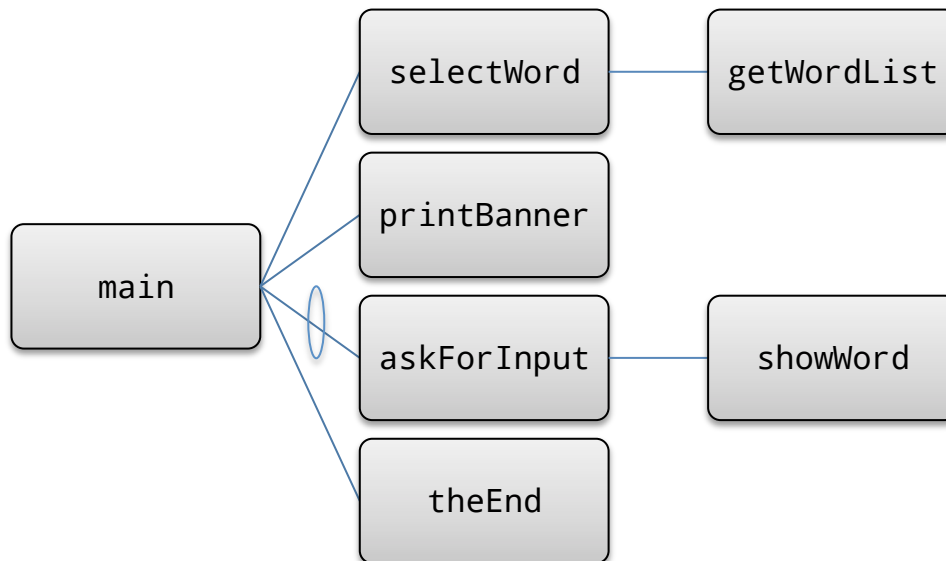 selectWord
getWordList
printBanner
main
askForInput
showWord
theEnd